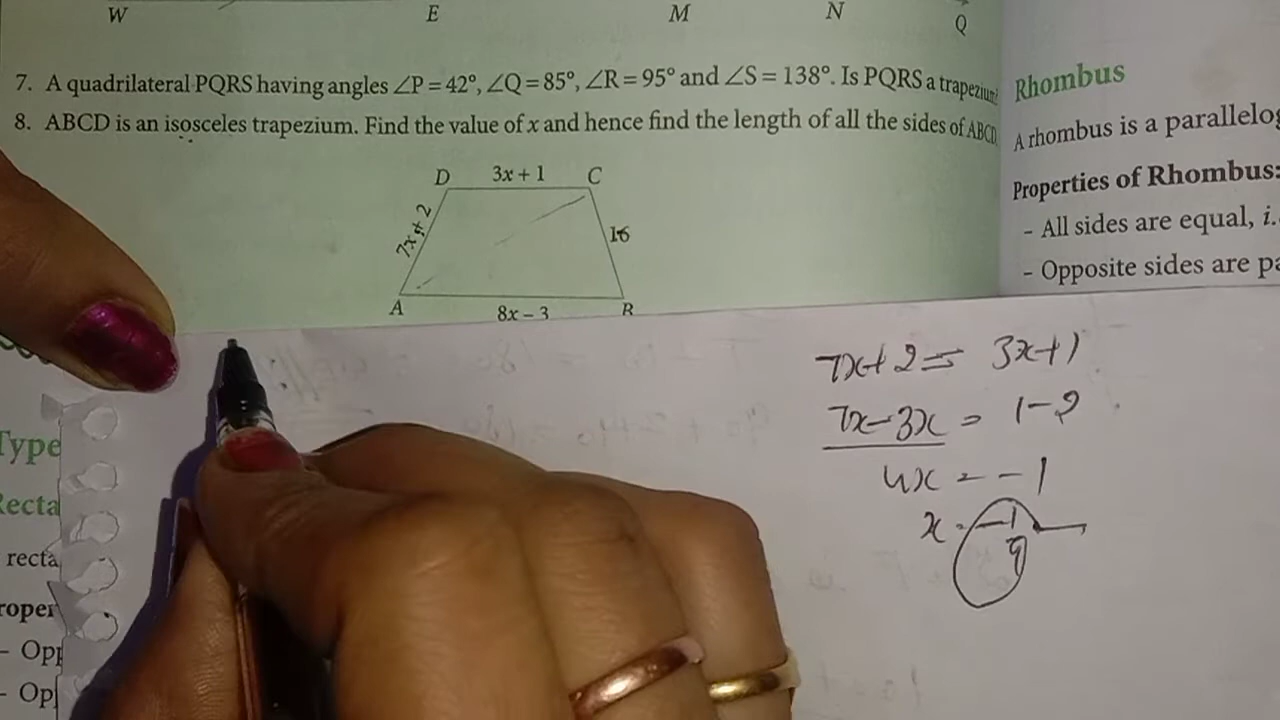 W E M N Q
7. A quadrilateral PQRS having angles ∠P = 42°, ∠Q = 85°, ∠R = 95° and ∠S = 138°. Is PQRS a trapezium?
8. ABCD is an isosceles trapezium. Find the value of x and hence find the length of all the sides of ABCD
D 3x + 1 C
7x + 2
16
A 8x – 3 B
Rhombus
A rhombus is a parallelog
Properties of Rhombus:
- All sides are equal, i.
- Opposite sides are pa
7x+2= 3x+1
7x-3x = 1-2
4x = -1
x = -1
Type
Recta
recta
roper
- Opp
- Op